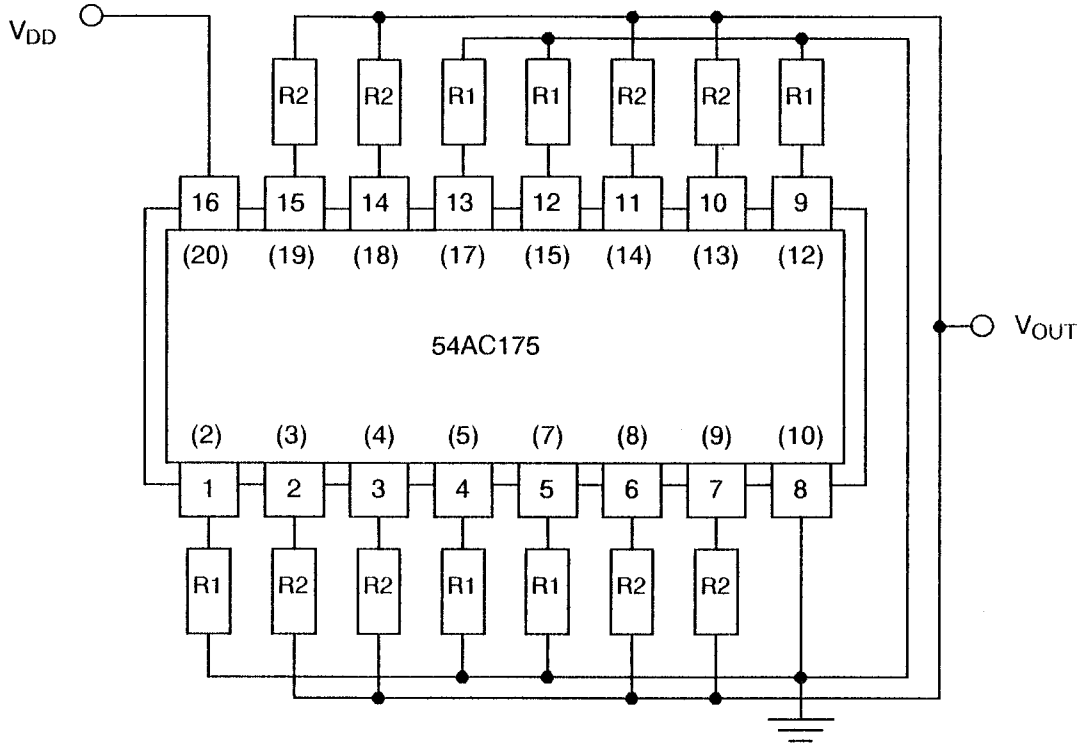 V_DD
R2 R2 R1 R1 R2 R2 R1
16 15 14 13 12 11 10 9
(20) (19) (18) (17) (15) (14) (13) (12)
V_OUT
54AC175
(2) (3) (4) (5) (7) (8) (9) (10)
1 2 3 4 5 6 7 8
R1 R2 R2 R1 R1 R2 R2